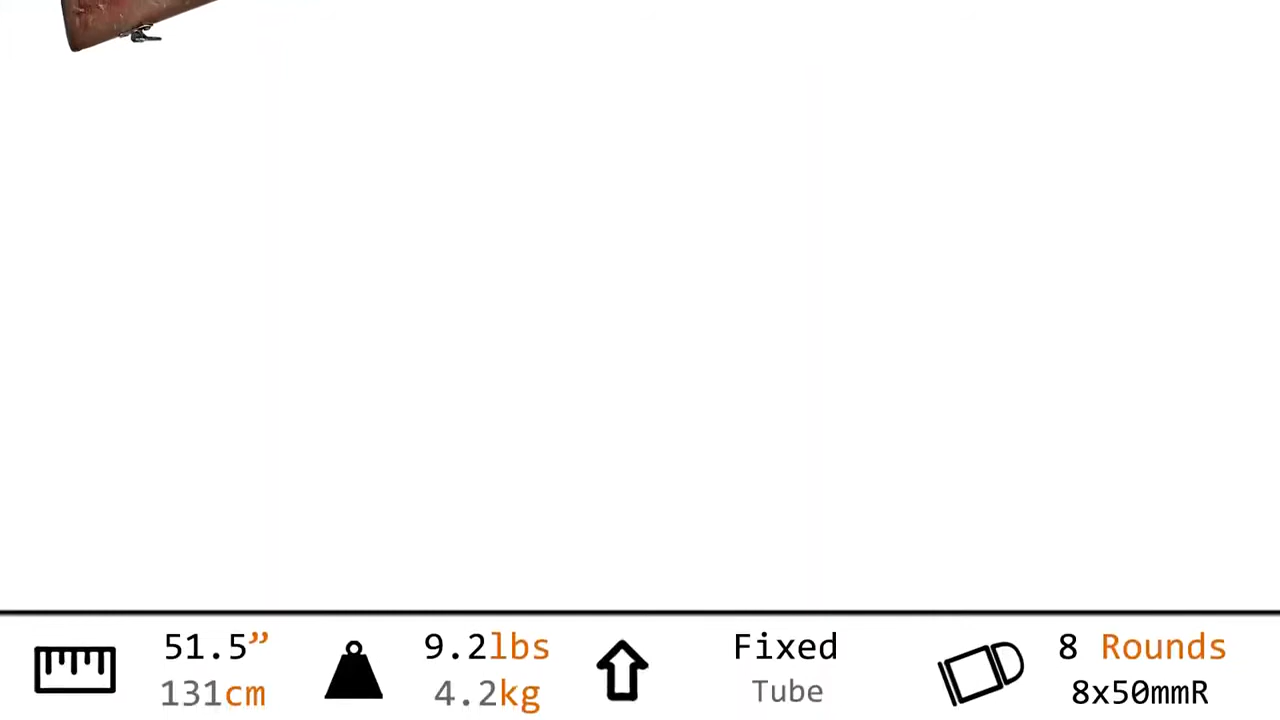 51.5” 9.2lbs Fixed 8 Rounds
131cm 4.2kg Tube 8x50mmR